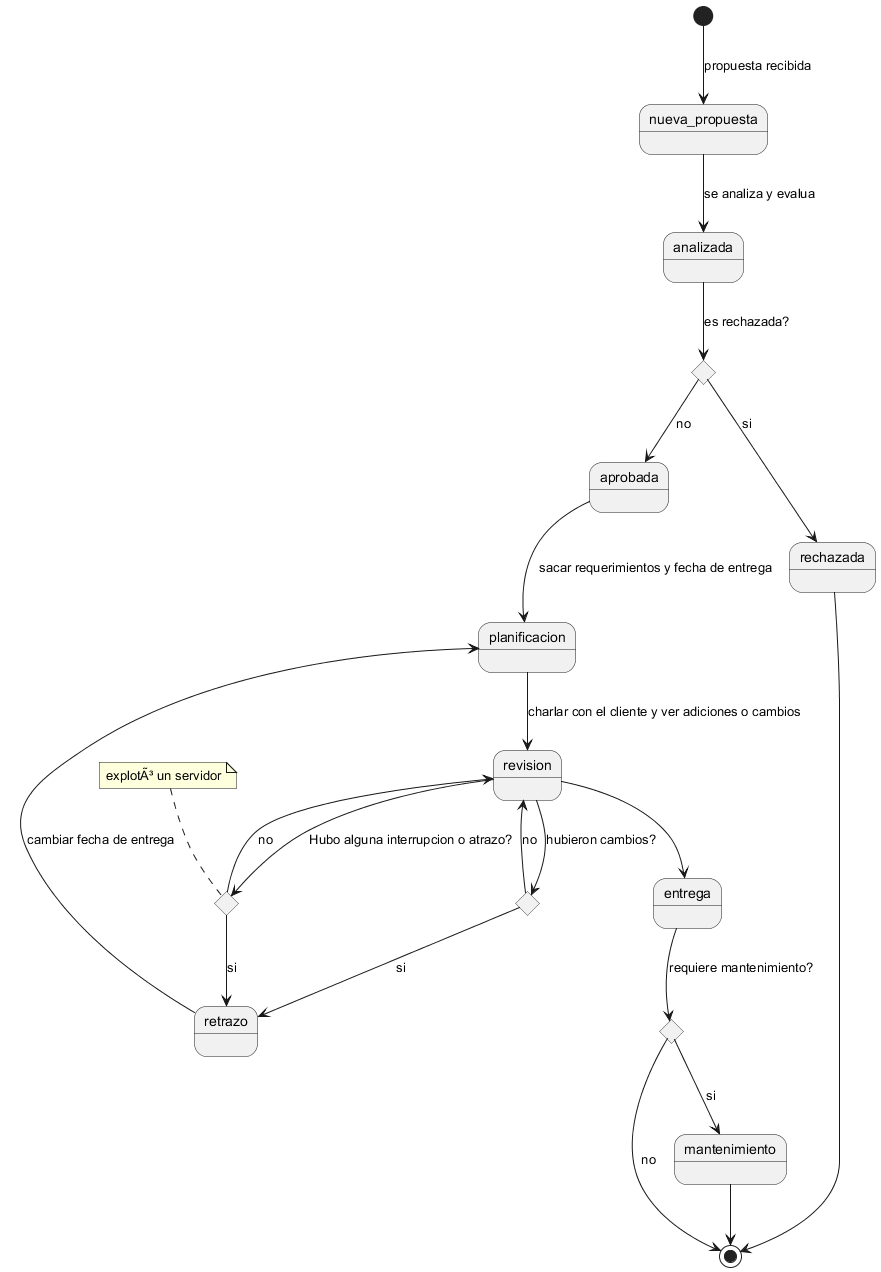 propuesta recibida
nueva_propuesta
se analiza y evalua
analizada
es rechazada?
no
si
aprobada
rechazada
sacar requerimientos y fecha de entrega
planificacion
charlar con el cliente y ver adiciones o cambios
explotÃ³ un servidor
revision
cambiar fecha de entrega
no
Hubo alguna interrupcion o atrazo?
no
hubieron cambios?
entrega
si
si
requiere mantenimiento?
retrazo
si
mantenimiento
no